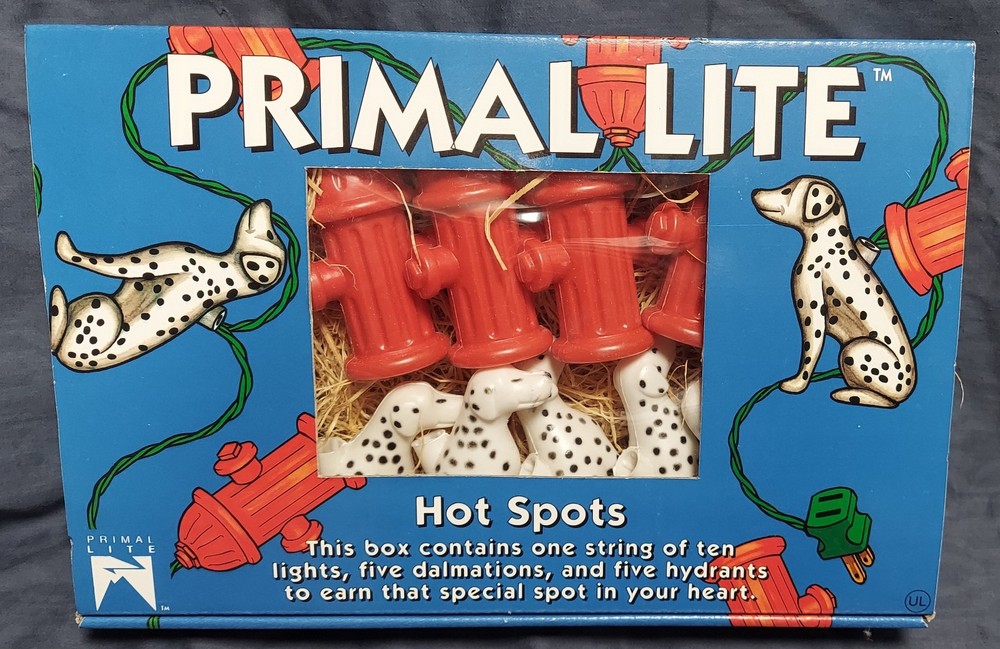 PRIMAL LITE™
Hot Spots
This box contains one string of ten
lights, five dalmations, and five hydrants
to earn that special spot in your heart.
PRIMAL
LITE
TM
UL